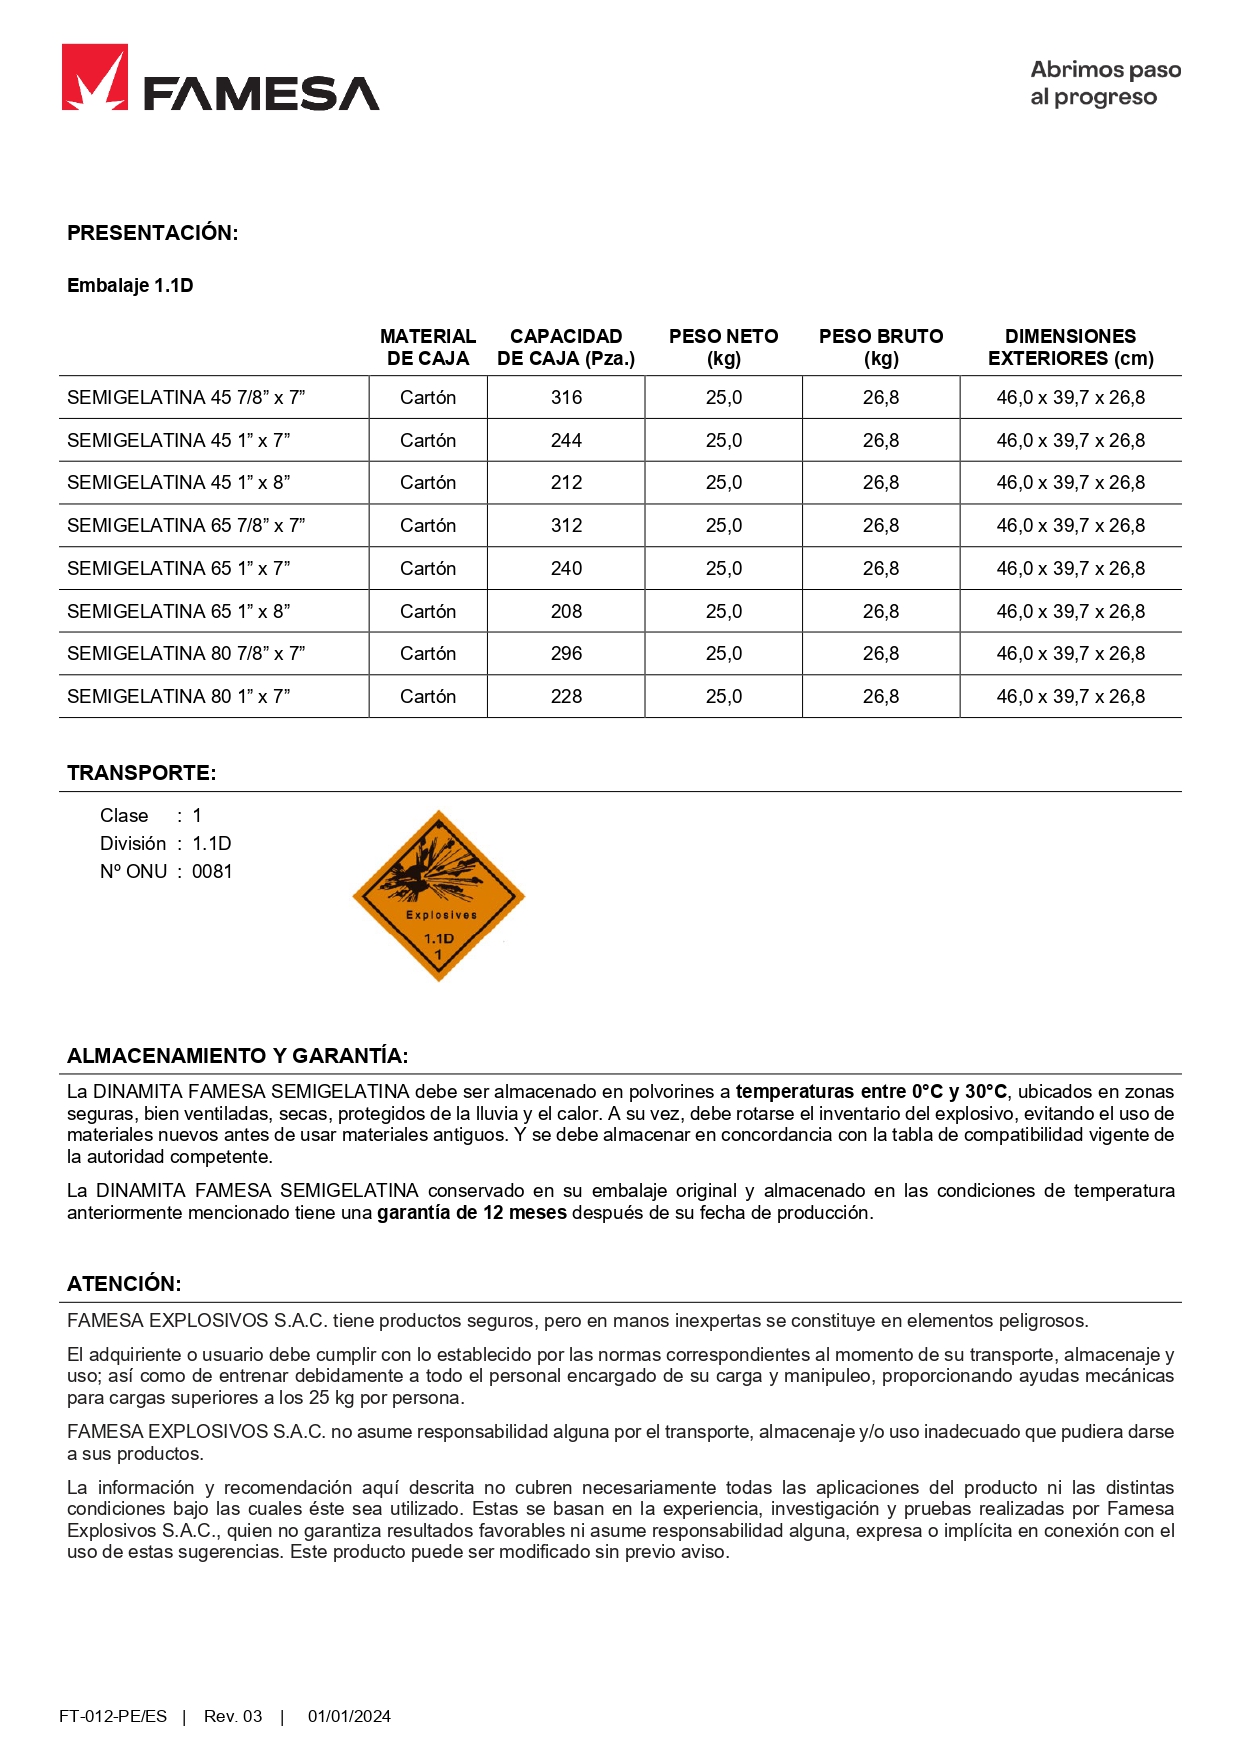 FAMESA
Abrimos paso
al progreso
PRESENTACIÓN:
Embalaje 1.1D
MATERIAL DE CAJA CAPACIDAD DE CAJA (Pza.) PESO NETO (kg) PESO BRUTO (kg) DIMENSIONES EXTERIORES (cm)
SEMIGELATINA 45 7/8” x 7” Cartón 316 25,0 26,8 46,0 x 39,7 x 26,8
SEMIGELATINA 45 1” x 7” Cartón 244 25,0 26,8 46,0 x 39,7 x 26,8
SEMIGELATINA 45 1” x 8” Cartón 212 25,0 26,8 46,0 x 39,7 x 26,8
SEMIGELATINA 65 7/8” x 7” Cartón 312 25,0 26,8 46,0 x 39,7 x 26,8
SEMIGELATINA 65 1” x 7” Cartón 240 25,0 26,8 46,0 x 39,7 x 26,8
SEMIGELATINA 65 1” x 8” Cartón 208 25,0 26,8 46,0 x 39,7 x 26,8
SEMIGELATINA 80 7/8” x 7” Cartón 296 25,0 26,8 46,0 x 39,7 x 26,8
SEMIGELATINA 80 1” x 7” Cartón 228 25,0 26,8 46,0 x 39,7 x 26,8
TRANSPORTE:
Clase : 1
División : 1.1D
Nº ONU : 0081
Explosives
1.1D
1
ALMACENAMIENTO Y GARANTÍA:
La DINAMITA FAMESA SEMIGELATINA debe ser almacenado en polvorines a temperaturas entre 0°C y 30°C, ubicados en zonas
seguras, bien ventiladas, secas, protegidos de la lluvia y el calor. A su vez, debe rotarse el inventario del explosivo, evitando el uso de
materiales nuevos antes de usar materiales antiguos. Y se debe almacenar en concordancia con la tabla de compatibilidad vigente de
la autoridad competente.
La DINAMITA FAMESA SEMIGELATINA conservado en su embalaje original y almacenado en las condiciones de temperatura
anteriormente mencionado tiene una garantía de 12 meses después de su fecha de producción.
ATENCIÓN:
FAMESA EXPLOSIVOS S.A.C. tiene productos seguros, pero en manos inexpertas se constituye en elementos peligrosos.
El adquiriente o usuario debe cumplir con lo establecido por las normas correspondientes al momento de su transporte, almacenaje y
uso; así como de entrenar debidamente a todo el personal encargado de su carga y manipuleo, proporcionando ayudas mecánicas
para cargas superiores a los 25 kg por persona.
FAMESA EXPLOSIVOS S.A.C. no asume responsabilidad alguna por el transporte, almacenaje y/o uso inadecuado que pudiera darse
a sus productos.
La información y recomendación aquí descrita no cubren necesariamente todas las aplicaciones del producto ni las distintas
condiciones bajo las cuales éste sea utilizado. Estas se basan en la experiencia, investigación y pruebas realizadas por Famesa
Explosivos S.A.C., quien no garantiza resultados favorables ni asume responsabilidad alguna, expresa o implícita en conexión con el
uso de estas sugerencias. Este producto puede ser modificado sin previo aviso.
FT-012-PE/ES | Rev. 03 | 01/01/2024